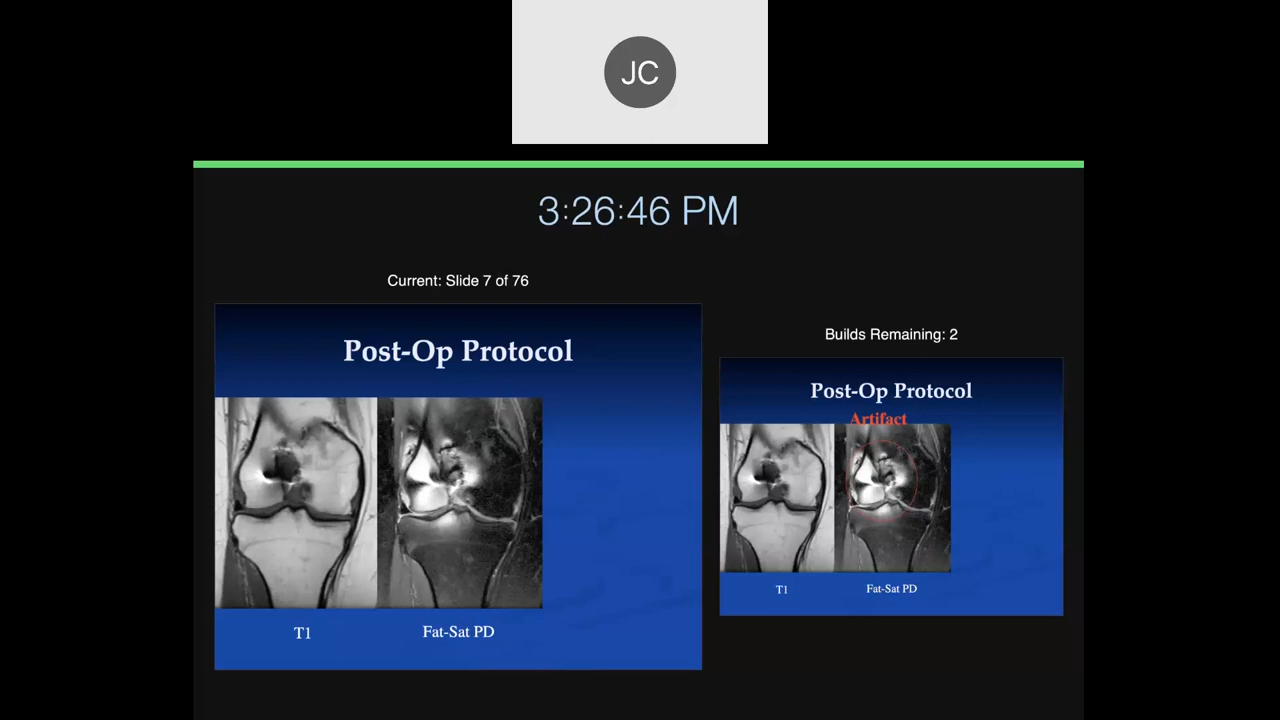 JC
3:26:46 PM
Current: Slide 7 of 76
Post-Op Protocol
T1
Fat-Sat PD
Builds Remaining: 2
Post-Op Protocol
Artifact
T1
Fat-Sat PD